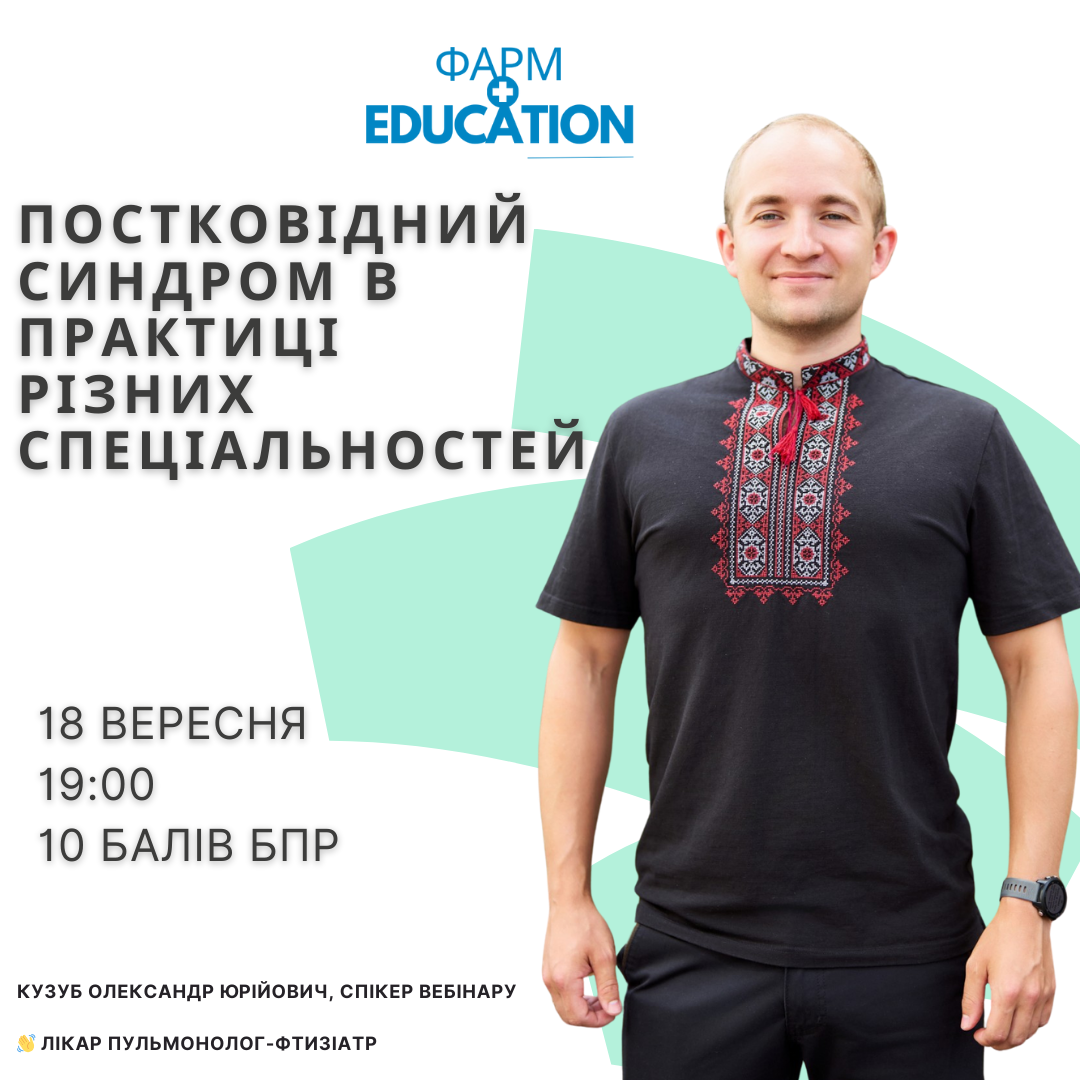 ФАРМ
EDUCATION
ПОСТКОВІДНИЙ
СИНДРОМ В
ПРАКТИЦІ
РІЗНИХ
СПЕЦІАЛЬНОСТЕЙ
18 ВЕРЕСНЯ
19:00
10 БАЛІВ БПР
КУЗУБ ОЛЕКСАНДР ЮРІЙОВИЧ, СПІКЕР ВЕБІНАРУ
👏 ЛІКАР ПУЛЬМОНОЛОГ-ФТИЗІАТР